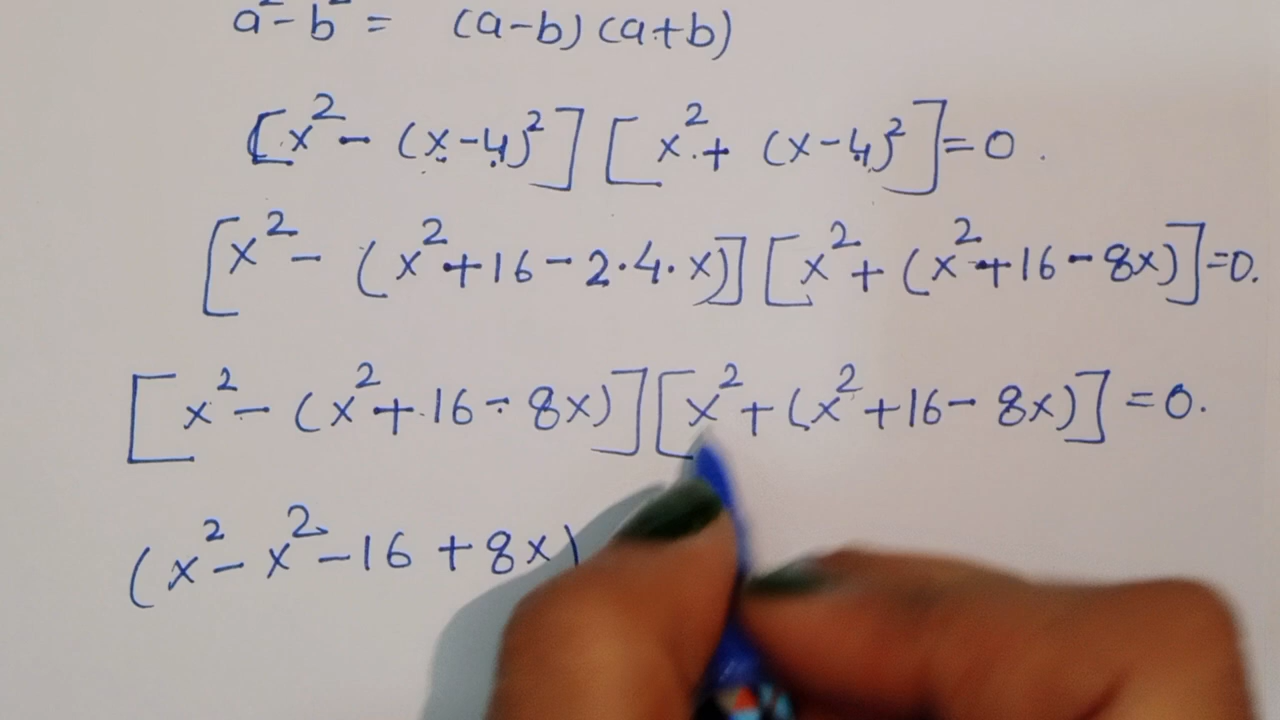 a² - b² = (a-b) (a+b)
[x² - (x-4)²] [x² + (x-4)²] = 0.
[x² - (x²+16-2·4·x)] [x² + (x²+16-8x)] = 0.
[x² - (x²+16-8x)] [x² + (x²+16-8x)] = 0.
(x² - x² - 16 + 8x)